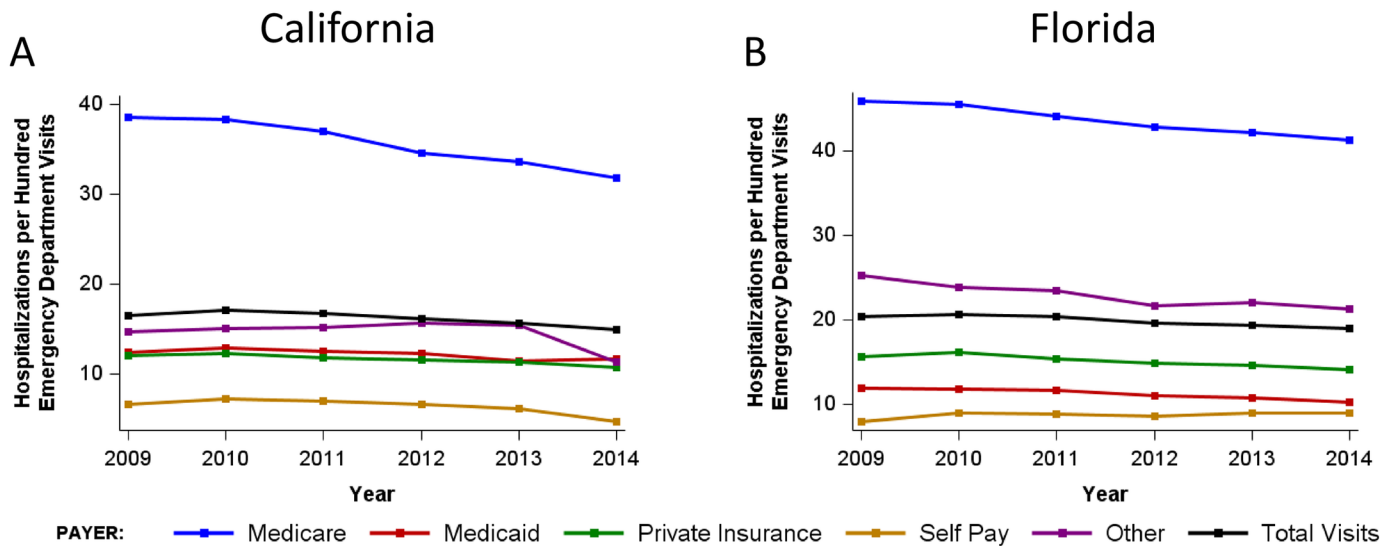 California
A
Hospitalizations per Hundred
Emergency Department Visits
40
30
20
10
2009 2010 2011 2012 2013 2014
Year
Florida
B
Hospitalizations per Hundred
Emergency Department Visits
40
30
20
10
2009 2010 2011 2012 2013 2014
Year
PAYER: Medicare Medicaid Private Insurance Self Pay Other Total Visits